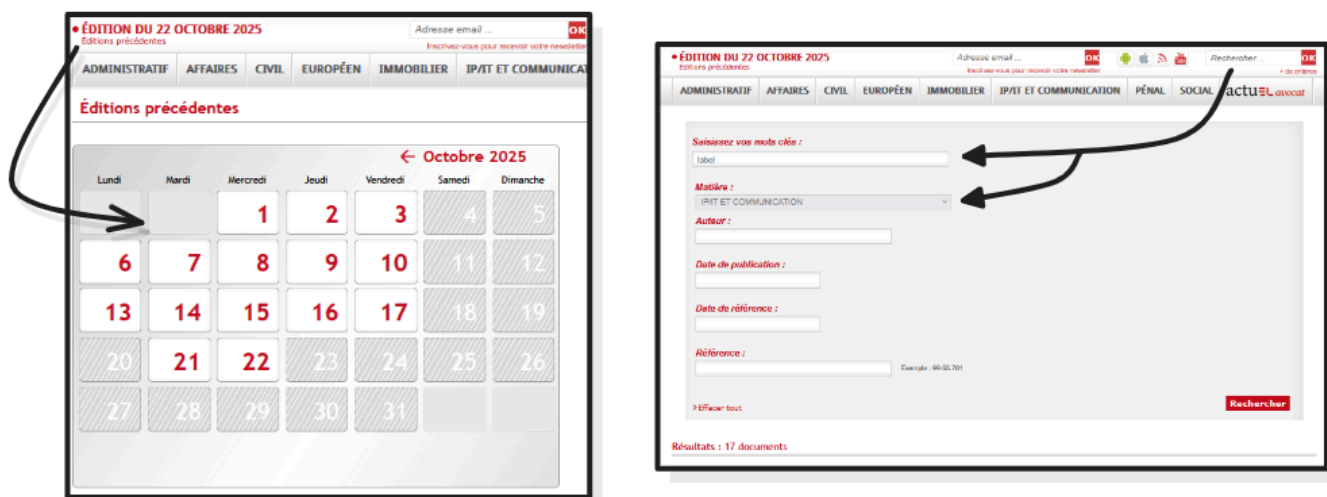 ÉDITION DU 22 OCTOBRE 2025
Adresse email ...
OK
Éditions précédentes
Inscrivez-vous pour recevoir votre newsletter
ADMINISTRATIF AFFAIRES CIVIL EUROPÉEN IMMOBILIER IP/IT ET COMMUNICAT
Éditions précédentes
← Octobre 2025
Lundi Mardi Mercredi Jeudi Vendredi Samedi Dimanche
1 2 3 4 5
6 7 8 9 10 11 12
13 14 15 16 17 18 19
20 21 22 23 24 25 26
27 28 29 30 31
ÉDITION DU 22 OCTOBRE 2025
Adresse email ...
OK
Rechercher...
OK
Éditions précédentes
Inscrivez-vous pour recevoir votre newsletter
+ de critères
ADMINISTRATIF AFFAIRES CIVIL EUROPÉEN IMMOBILIER IP/IT ET COMMUNICATION PÉNAL SOCIAL actuEL avocat
Saisissez vos mots clés :
label
Matière :
IP/IT ET COMMUNICATION
Auteur :
Date de publication :
Date de référence :
Référence :
Exemple : 99-55.701
>Effacer tout
Rechercher
Résultats : 17 documents